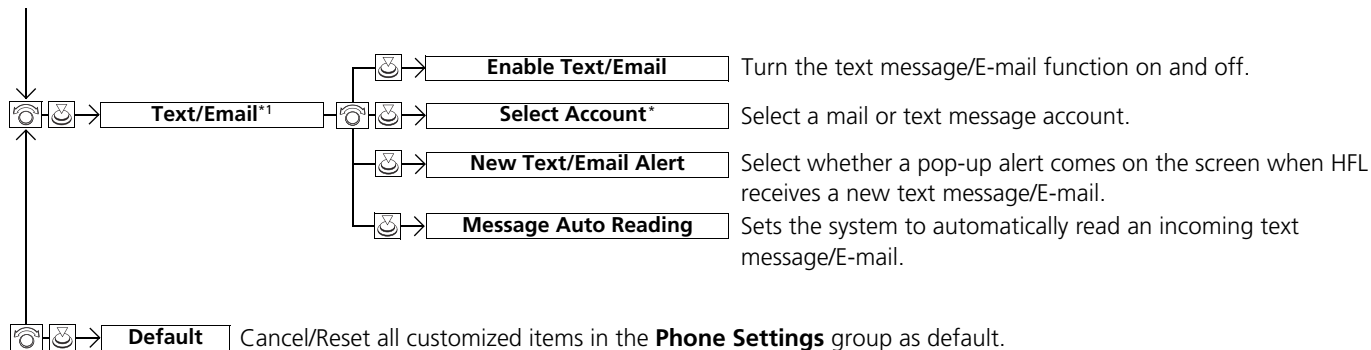 Enable Text/Email Turn the text message/E-mail function on and off.
Text/Email*1 Select Account* Select a mail or text message account.
New Text/Email Alert Select whether a pop-up alert comes on the screen when HFL
receives a new text message/E-mail.
Message Auto Reading Sets the system to automatically read an incoming text
message/E-mail.
Default Cancel/Reset all customized items in the Phone Settings group as default.